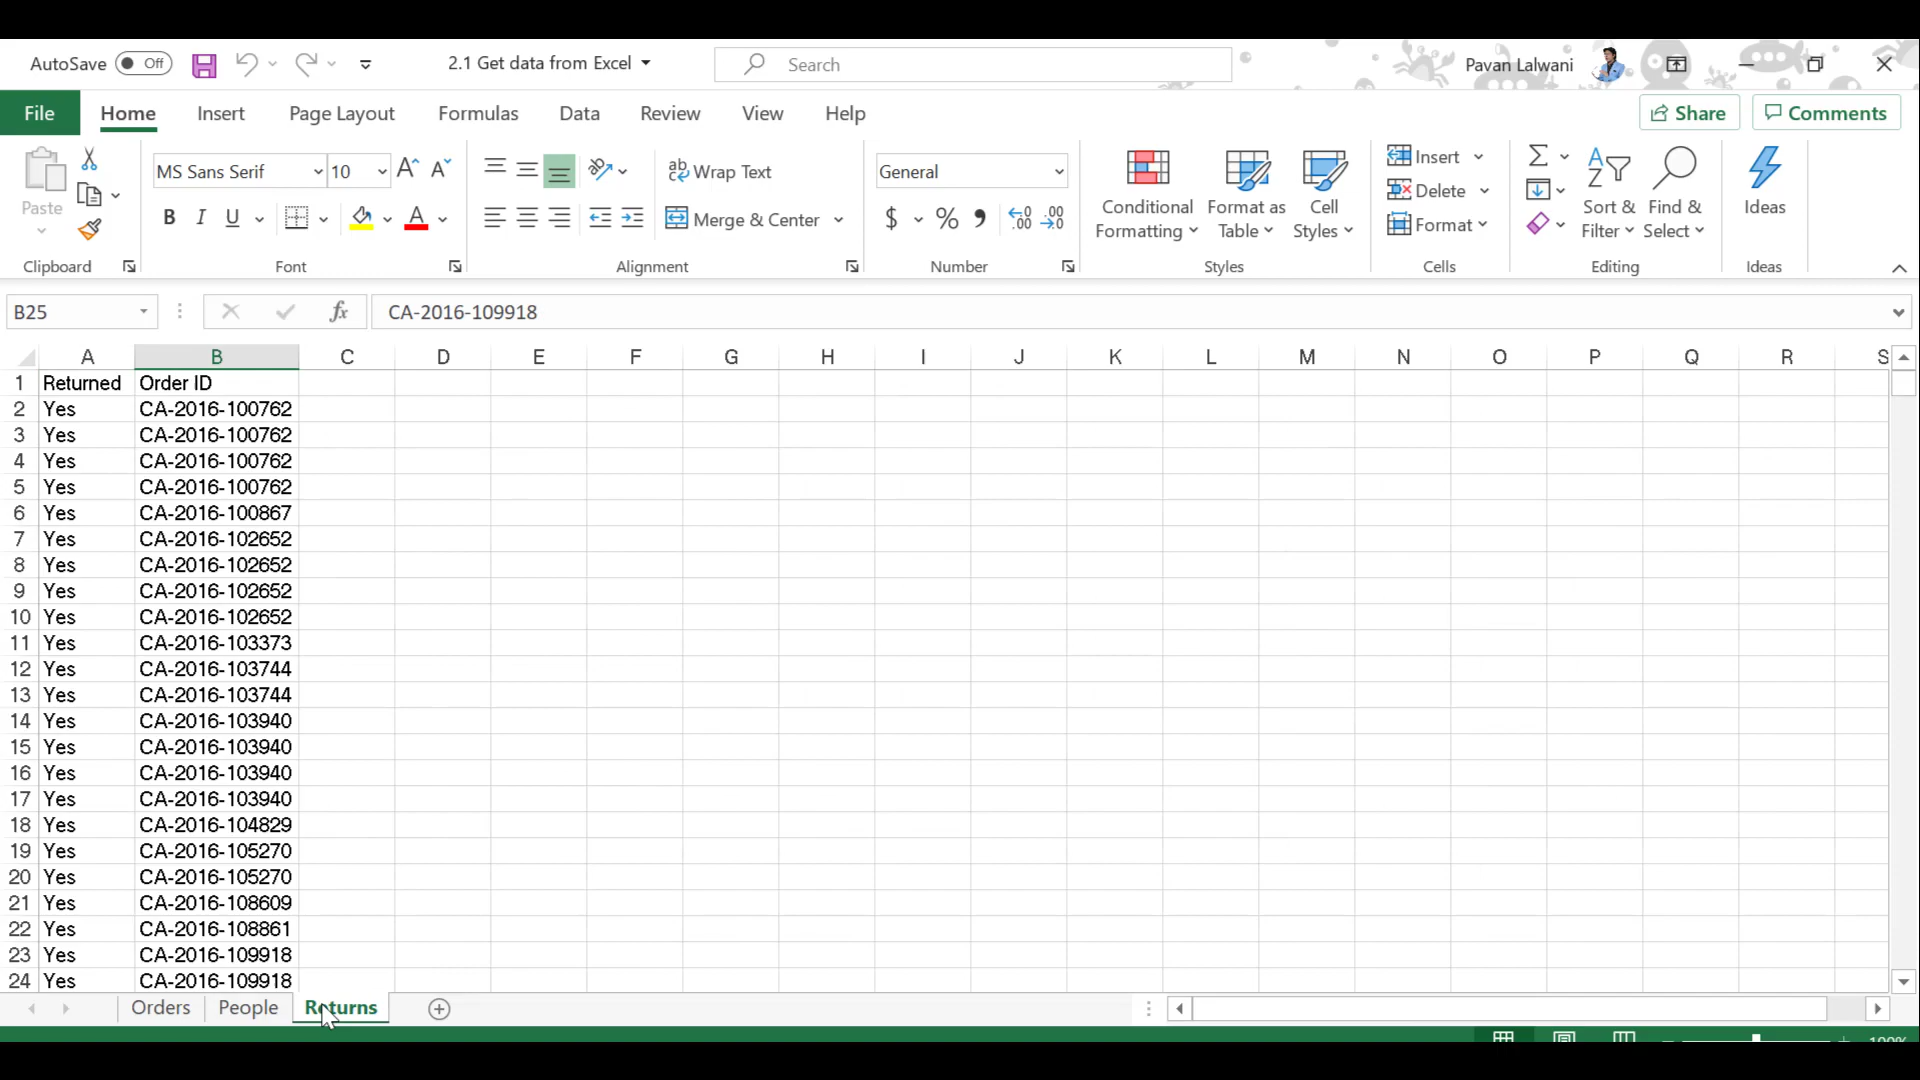 AutoSave Off 2.1 Get data from Excel Search Pavan Lalwani
File Home Insert Page Layout Formulas Data Review View Help Share Comments
Paste MS Sans Serif 10 Wrap Text General Conditional Formatting Format as Table Cell Styles Insert Delete Format Sort & Filter Find & Select Ideas
B I U Merge & Center $ % ,
Clipboard Font Alignment Number Styles Cells Editing Ideas
B25 fx CA-2016-109918
A B C D E F G H I J K L M N O P Q R S
1 Returned Order ID
2 Yes CA-2016-100762
3 Yes CA-2016-100762
4 Yes CA-2016-100762
5 Yes CA-2016-100762
6 Yes CA-2016-100867
7 Yes CA-2016-102652
8 Yes CA-2016-102652
9 Yes CA-2016-102652
10 Yes CA-2016-102652
11 Yes CA-2016-103373
12 Yes CA-2016-103744
13 Yes CA-2016-103744
14 Yes CA-2016-103940
15 Yes CA-2016-103940
16 Yes CA-2016-103940
17 Yes CA-2016-103940
18 Yes CA-2016-104829
19 Yes CA-2016-105270
20 Yes CA-2016-105270
21 Yes CA-2016-108609
22 Yes CA-2016-108861
23 Yes CA-2016-109918
24 Yes CA-2016-109918
Orders People Returns